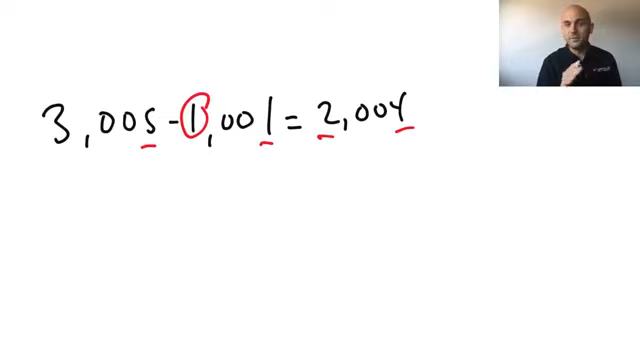 3,005 - 1,001 = 2,004